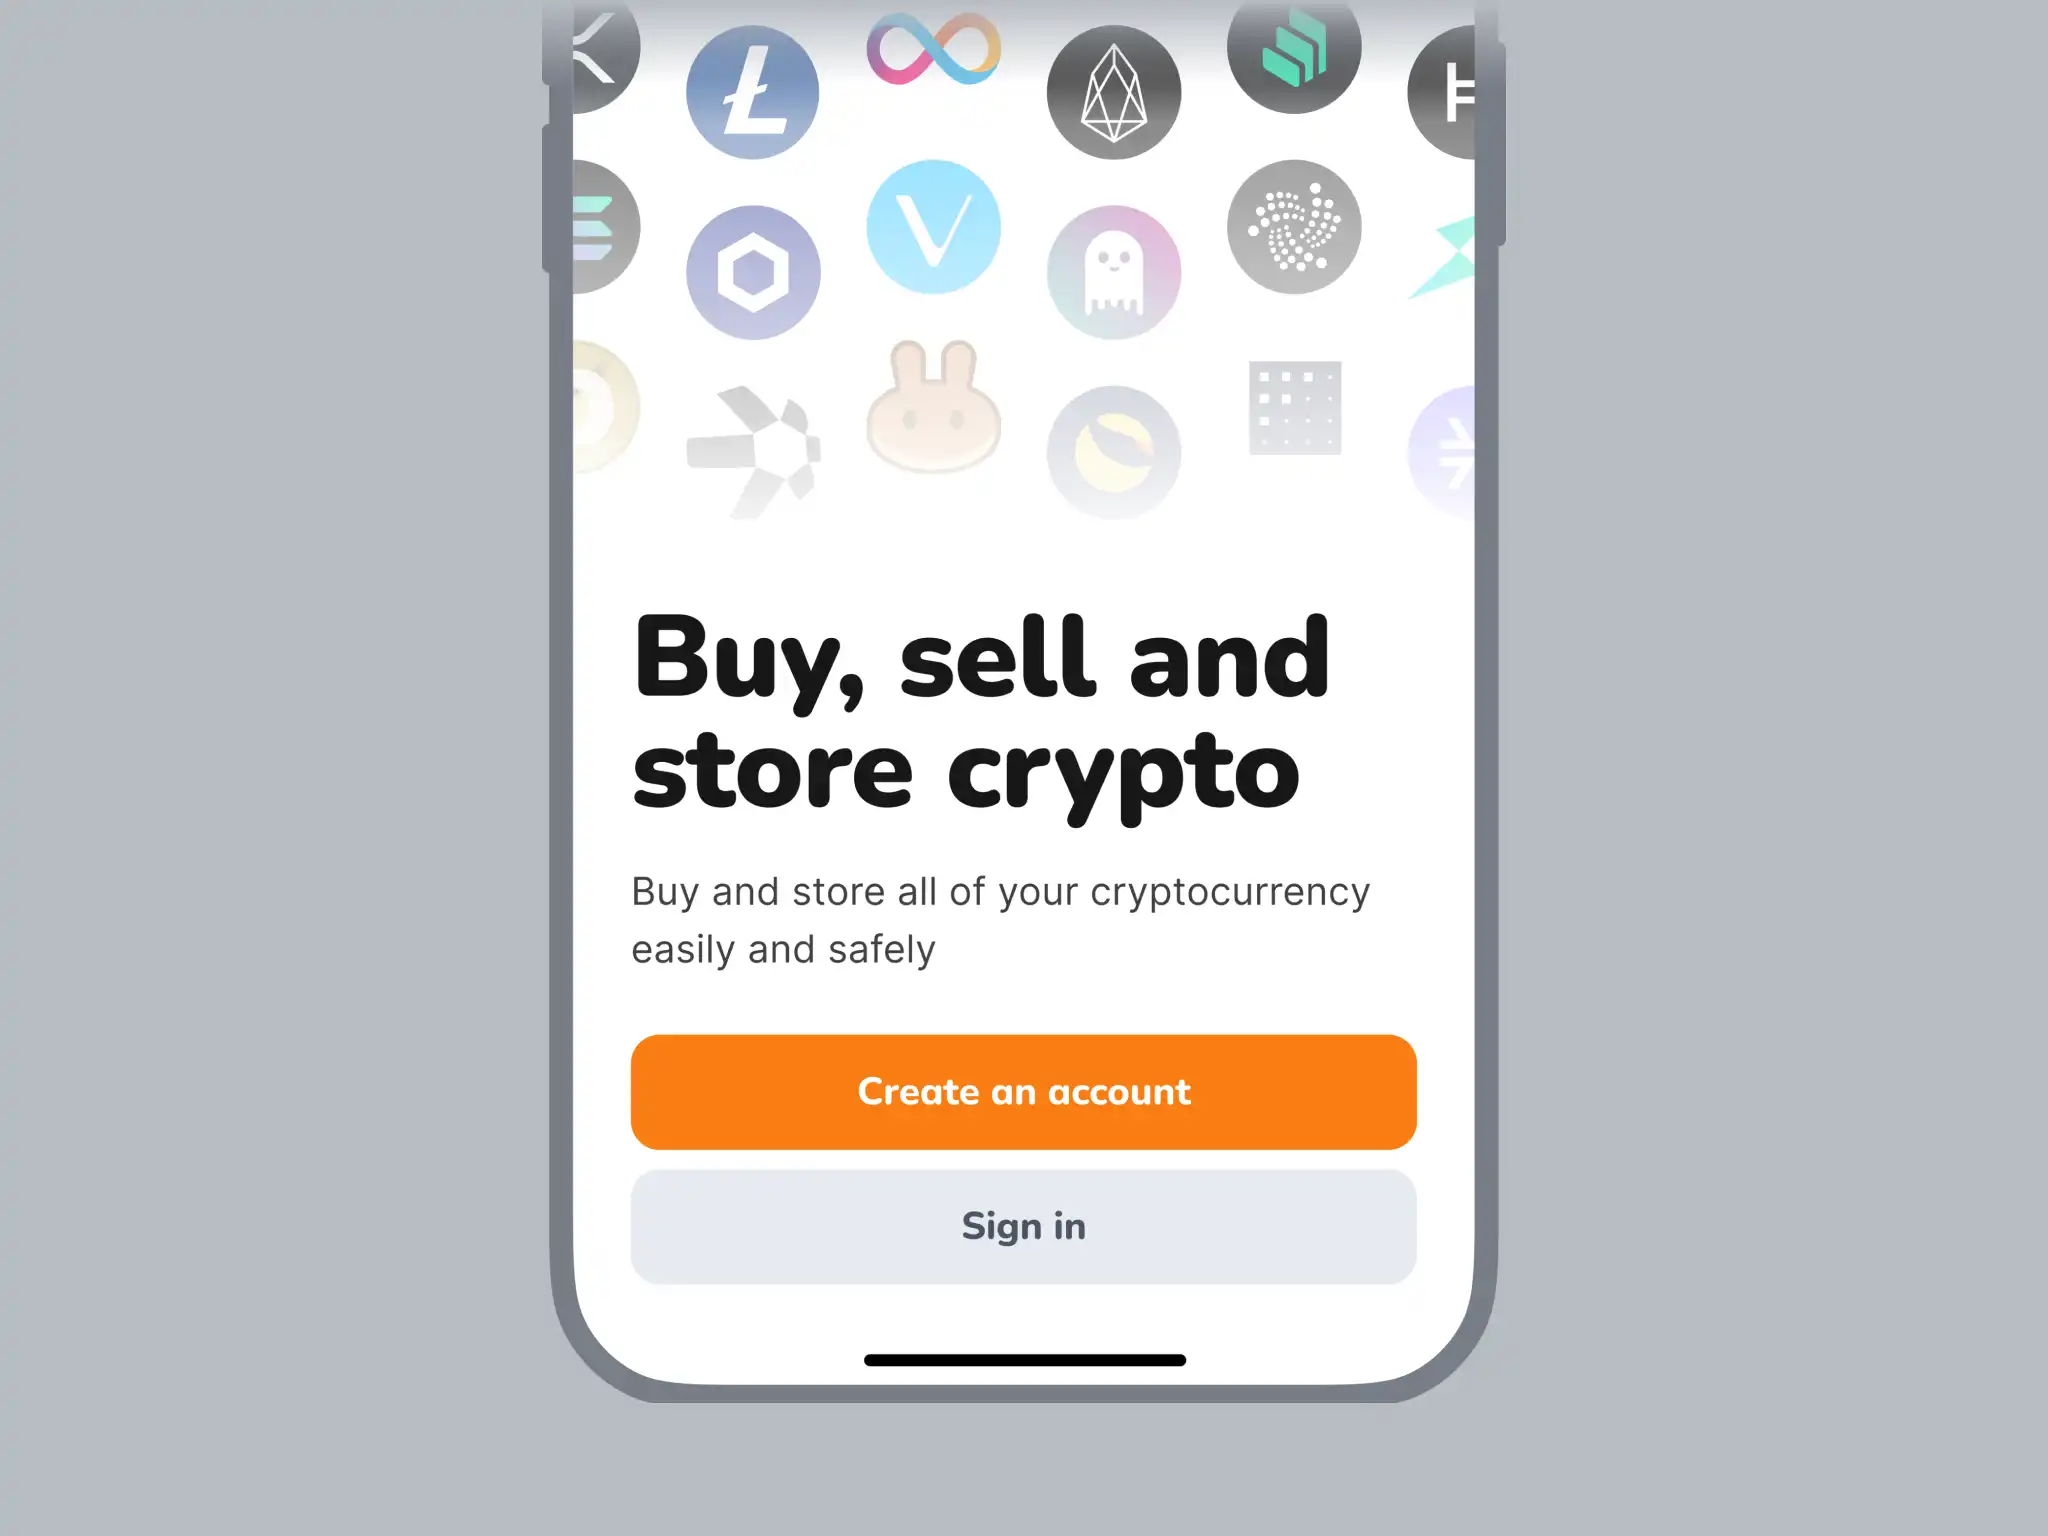 Buy, sell and
store crypto
Buy and store all of your cryptocurrency
easily and safely
Create an account
Sign in